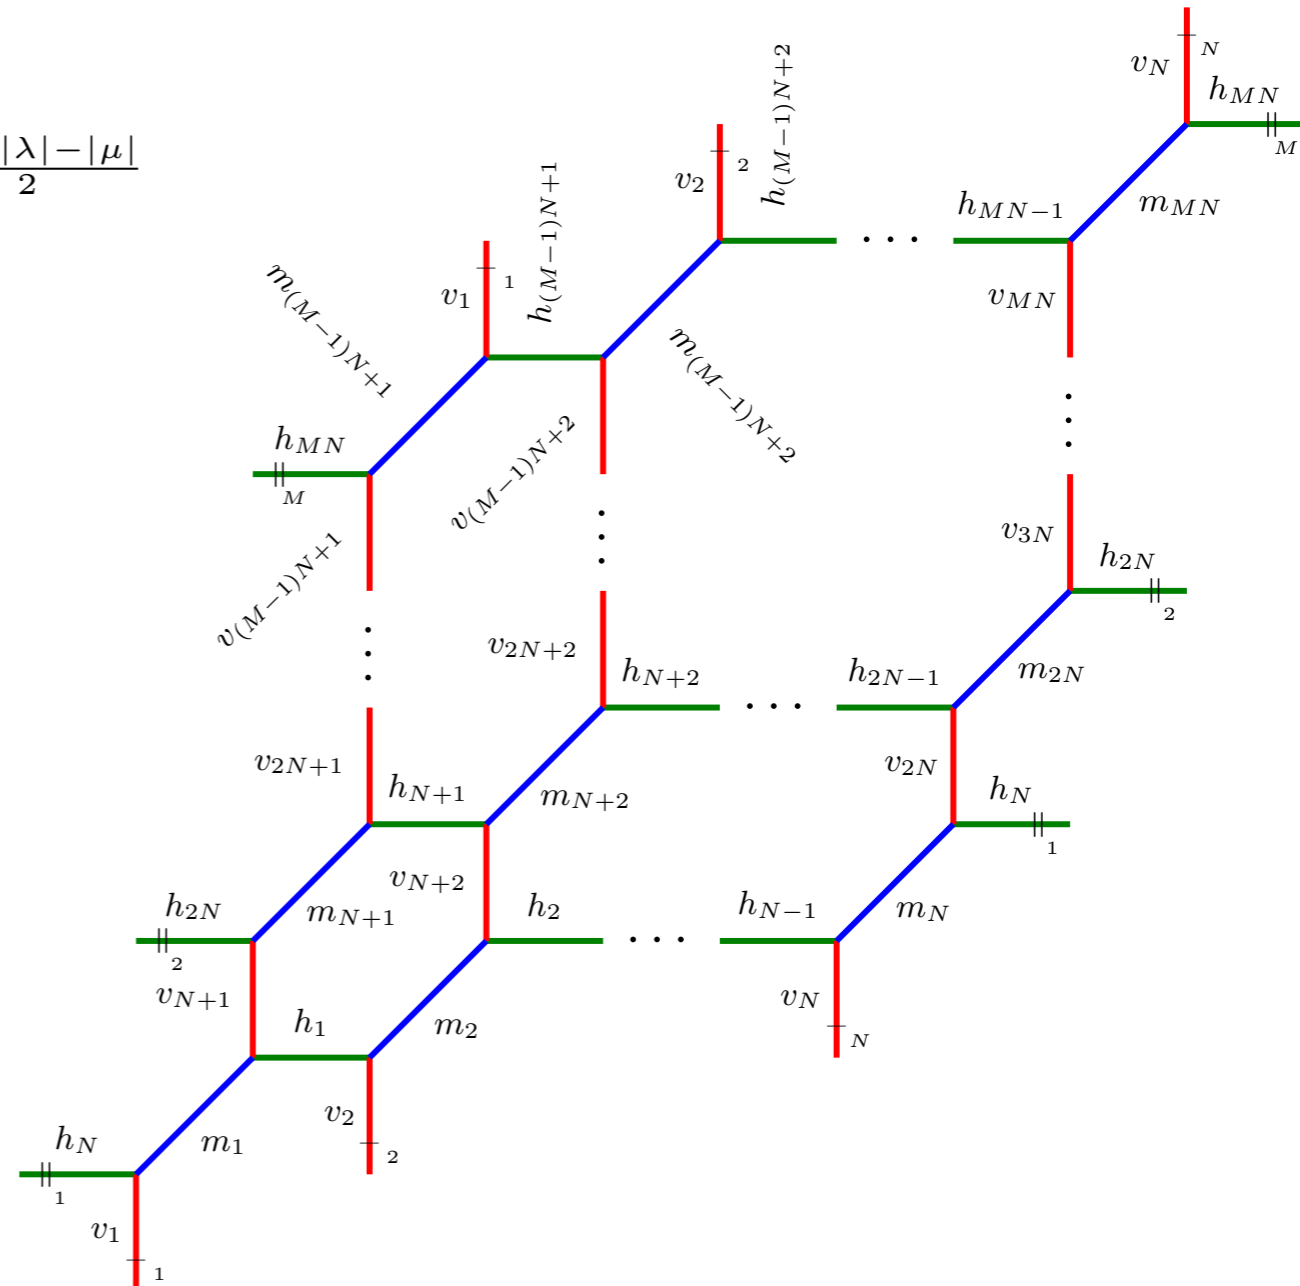 N
v_N
h_{MN}
M
|λ|−|μ|
2
h_{(M−1)N+2}
2
v_2
h_{(M−1)N+1}
h_{MN−1}
···
m_{MN}
m_{(M−1)N+1}
v_1
1
v_{MN}
m_{(M−1)N+2}
h_{MN}
M
v_{(M−1)N+2}
v_{(M−1)N+1}
v_{3N}
h_{2N}
2
v_{2N+2}
h_{N+2}
h_{2N−1}
m_{2N}
···
v_{2N+1}
h_{N+1}
m_{N+2}
v_{2N}
h_N
1
v_{N+2}
h_{2N}
2
m_{N+1}
h_2
h_{N−1}
m_N
···
v_{N+1}
h_1
m_2
v_N
N
v_2
2
h_N
1
m_1
v_1
1